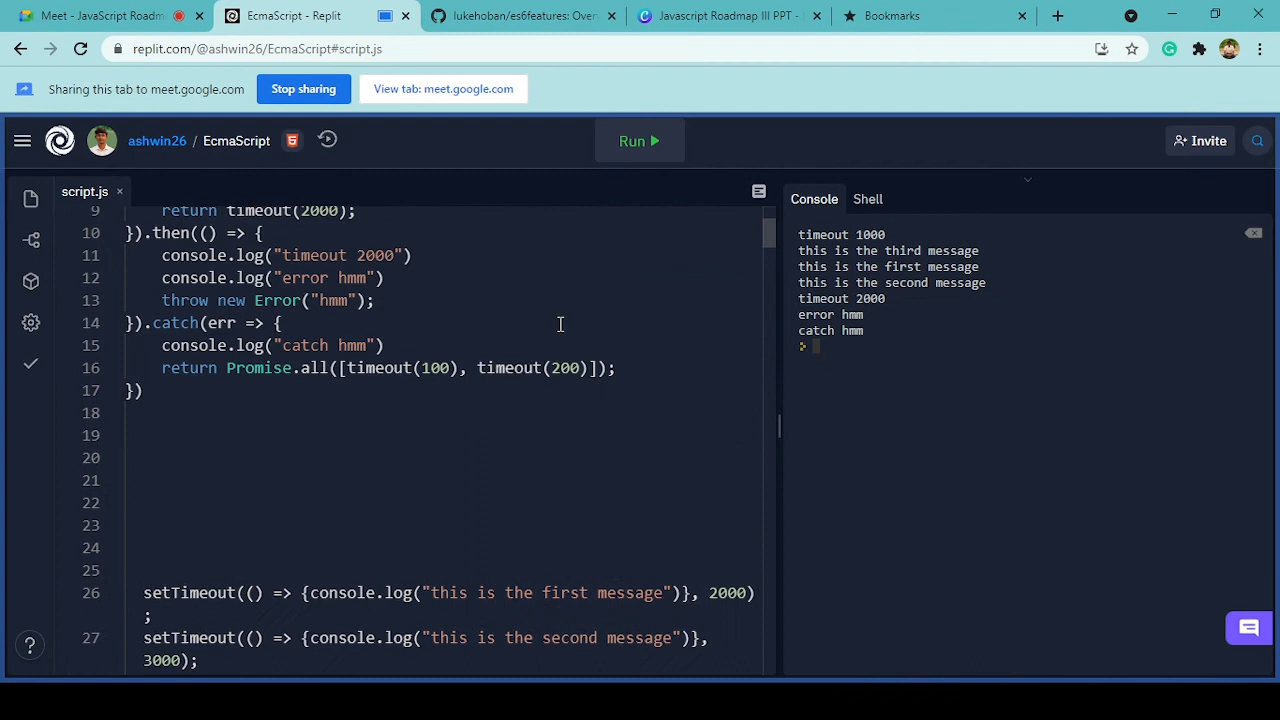 Meet - JavaScript Roadm
EcmaScript - Replit
lukehoban/es6features: Overv
Javascript Roadmap III PPT -
Bookmarks
replit.com/@ashwin26/EcmaScript#script.js
Sharing this tab to meet.google.com
Stop sharing
View tab: meet.google.com
ashwin26 / EcmaScript
Run
Invite
script.js
Console
Shell
9 return timeout(2000);
10 }).then(() => {
11 console.log("timeout 2000")
12 console.log("error hmm")
13 throw new Error("hmm");
14 }).catch(err => {
15 console.log("catch hmm")
16 return Promise.all([timeout(100), timeout(200)]);
17 })
18
19
20
21
22
23
24
25
26 setTimeout(() => {console.log("this is the first message")}, 2000)
;
27 setTimeout(() => {console.log("this is the second message")},
3000);
timeout 1000
this is the third message
this is the first message
this is the second message
timeout 2000
error hmm
catch hmm
>
?